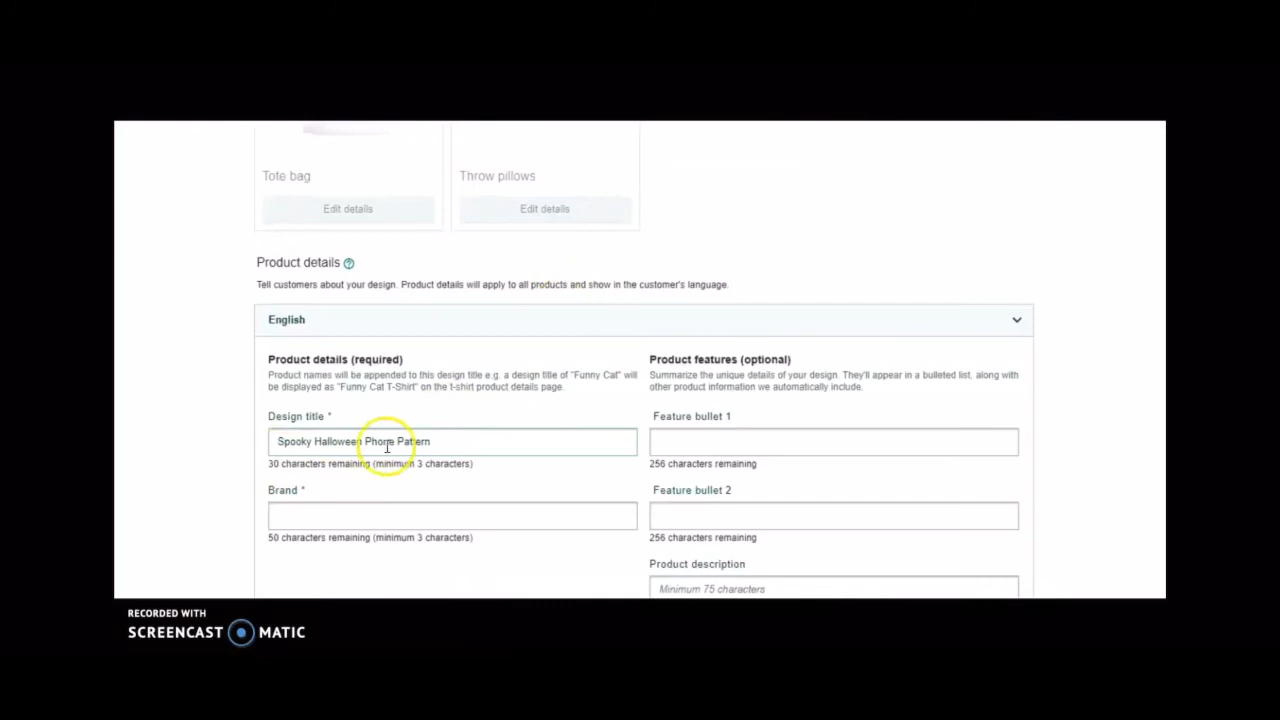 Tote bag
Throw pillows
Edit details
Edit details
Product details
Tell customers about your design. Product details will apply to all products and show in the customer's language.
English
Product details (required)
Product names will be appended to this design title e.g. a design title of "Funny Cat" will
be displayed as "Funny Cat T-Shirt" on the t-shirt product details page.
Design title *
Spooky Halloween Phone Pattern
30 characters remaining (minimum 3 characters)
Brand *
50 characters remaining (minimum 3 characters)
Product features (optional)
Summarize the unique details of your design. They'll appear in a bulleted list, along with
other product information we automatically include.
Feature bullet 1
256 characters remaining
Feature bullet 2
256 characters remaining
Product description
Minimum 75 characters
RECORDED WITH
SCREENCAST MATIC